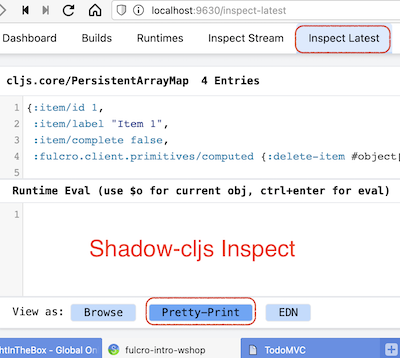 localhost:9630/inspect-latest
Dashboard Builds Runtimes Inspect Stream Inspect Latest
cljs.core/PersistentArrayMap 4 Entries
1 {:item/id 1,
2 :item/label "Item 1",
3 :item/complete false,
4 :fulcro.client.primitives/computed {:delete-item #object[
5
Runtime Eval (use $o for current obj, ctrl+enter for eval)
1
Shadow-cljs Inspect
View as: Browse Pretty-Print EDN
htInTheBox - Global On fulcro-intro-wshop TodoMVC